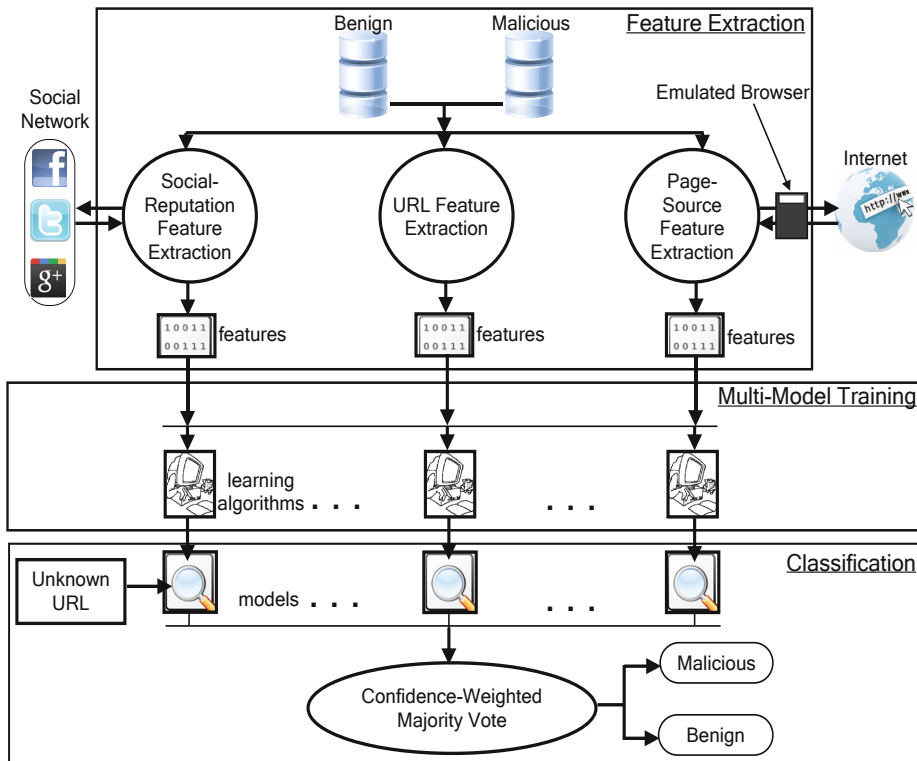 Benign
Malicious
Feature Extraction
Social
Network
Emulated Browser
Internet
f
t
g+
http://www
Social-
Reputation
Feature
Extraction
URL Feature
Extraction
Page-
Source
Feature
Extraction
10011
00111
features
10011
00111
features
10011
00111
features
Multi-Model Training
learning
algorithms . . .
. . .
Classification
Unknown
URL
models . . .
. . .
Confidence-Weighted
Majority Vote
Malicious
Benign